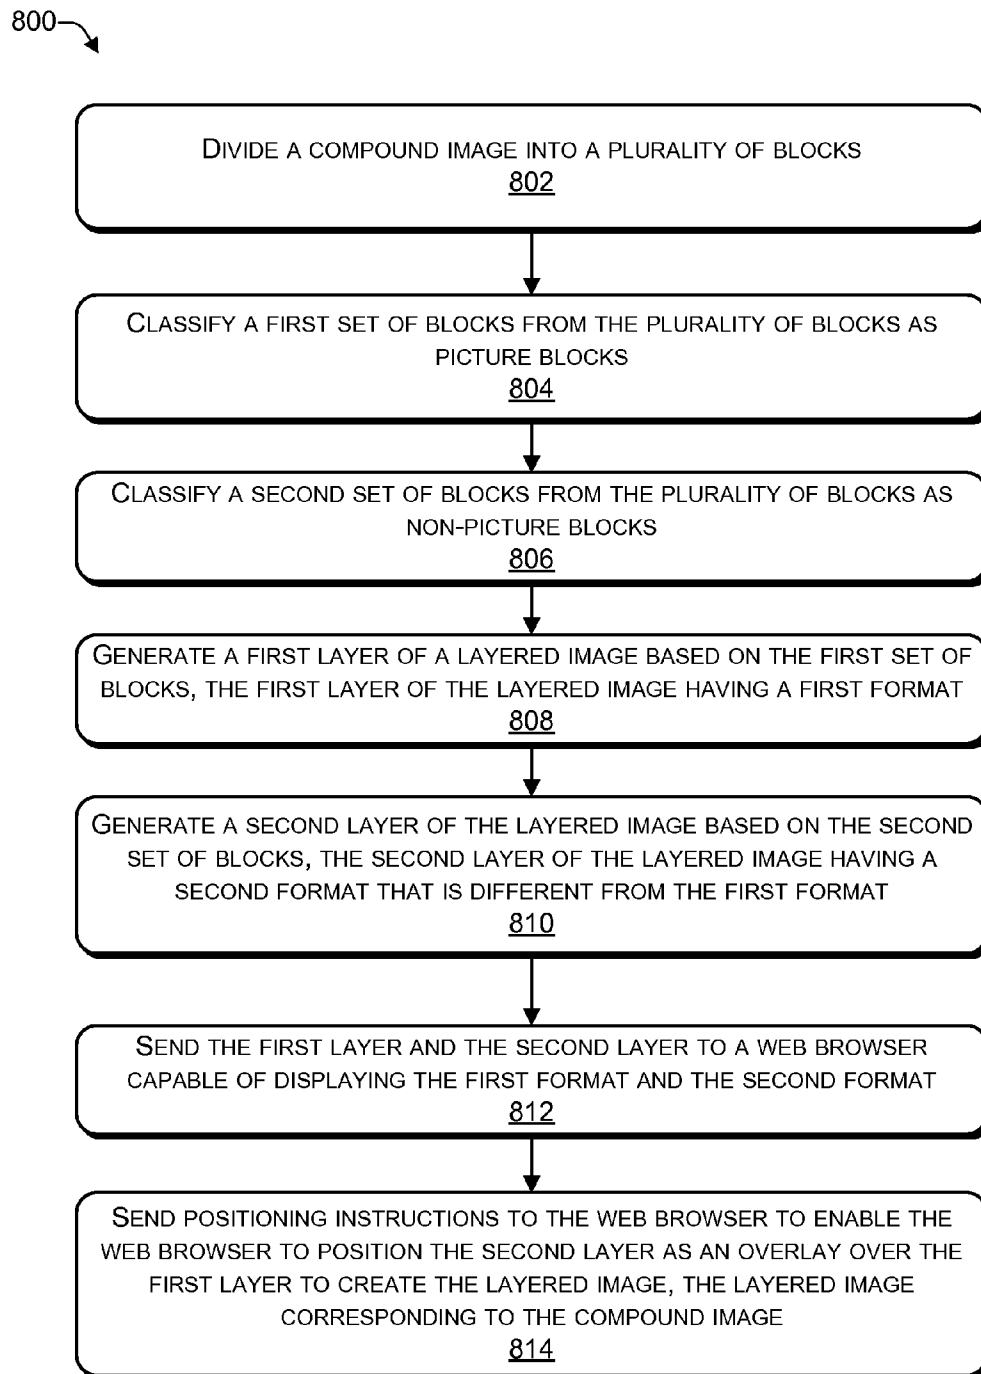 800
DIVIDE A COMPOUND IMAGE INTO A PLURALITY OF BLOCKS
802
CLASSIFY A FIRST SET OF BLOCKS FROM THE PLURALITY OF BLOCKS AS
PICTURE BLOCKS
804
CLASSIFY A SECOND SET OF BLOCKS FROM THE PLURALITY OF BLOCKS AS
NON-PICTURE BLOCKS
806
GENERATE A FIRST LAYER OF A LAYERED IMAGE BASED ON THE FIRST SET OF
BLOCKS, THE FIRST LAYER OF THE LAYERED IMAGE HAVING A FIRST FORMAT
808
GENERATE A SECOND LAYER OF THE LAYERED IMAGE BASED ON THE SECOND
SET OF BLOCKS, THE SECOND LAYER OF THE LAYERED IMAGE HAVING A
SECOND FORMAT THAT IS DIFFERENT FROM THE FIRST FORMAT
810
SEND THE FIRST LAYER AND THE SECOND LAYER TO A WEB BROWSER
CAPABLE OF DISPLAYING THE FIRST FORMAT AND THE SECOND FORMAT
812
SEND POSITIONING INSTRUCTIONS TO THE WEB BROWSER TO ENABLE THE
WEB BROWSER TO POSITION THE SECOND LAYER AS AN OVERLAY OVER THE
FIRST LAYER TO CREATE THE LAYERED IMAGE, THE LAYERED IMAGE
CORRESPONDING TO THE COMPOUND IMAGE
814